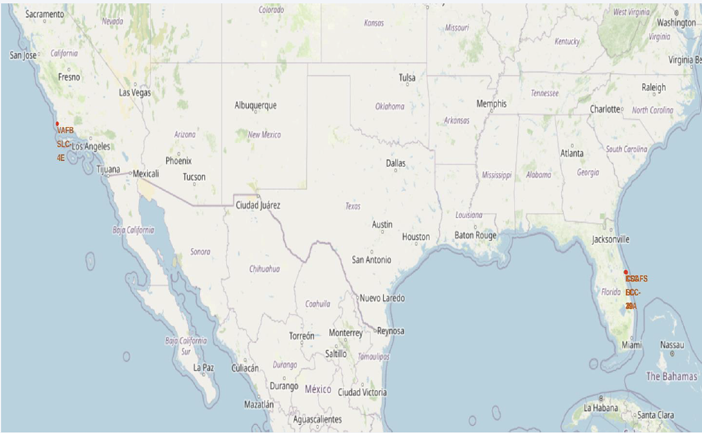 Colorado
West Virginia
Sacramento
Nevada
Kansas
Missouri
Washington
Kentucky
Virginia
San Jose
California
Virginia Be
Fresno
Las Vegas
Tulsa
Raleigh
Tennessee
Albuquerque
Oklahoma
Memphis
Charlotte
North Carolina
VAFB
SLC-
4E
Arizona
New Mexico
Arkansas
Los Angeles
Atlanta
South Carolina
Phoenix
Dallas
Tijuana
Mexicali
Tucson
Mississippi
Alabama
Georgia
Ciudad Juárez
Texas
Louisiana
Baja California
Austin
Houston
Baton Rouge
Jacksonville
Sonora
San Antonio
Chihuahua
Florida
Coahuila
Nuevo Laredo
Torreón
Monterrey
Reynosa
Baja California
Sur
Saltillo
Tamaulipas
Miami
Nassau
La Paz
Culiacán
Durango
The Bahamas
Durango
México
Ciudad Victoria
Mazatlán
La Habana
Santa Clara
Aguascalientes